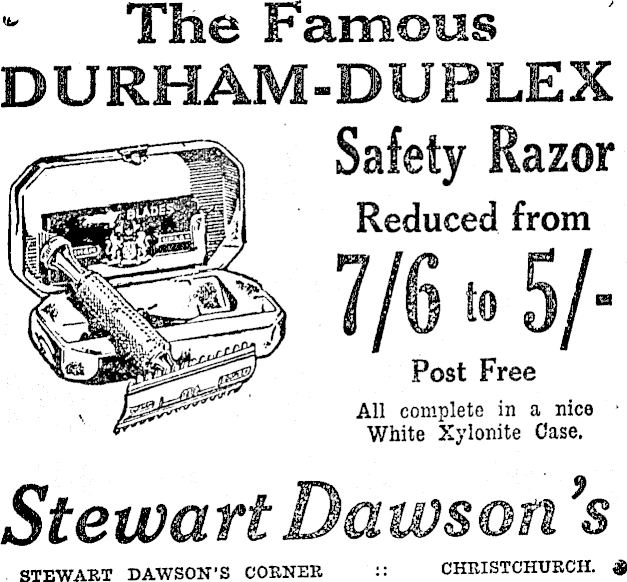 The Famous
DURHAM-DUPLEX
Safety Razor
Reduced from
7/6 to 5/-
Post Free
All complete in a nice
White Xylonite Case.
BLADES
Stewart Dawson's
STEWART DAWSON'S CORNER :: CHRISTCHURCH.